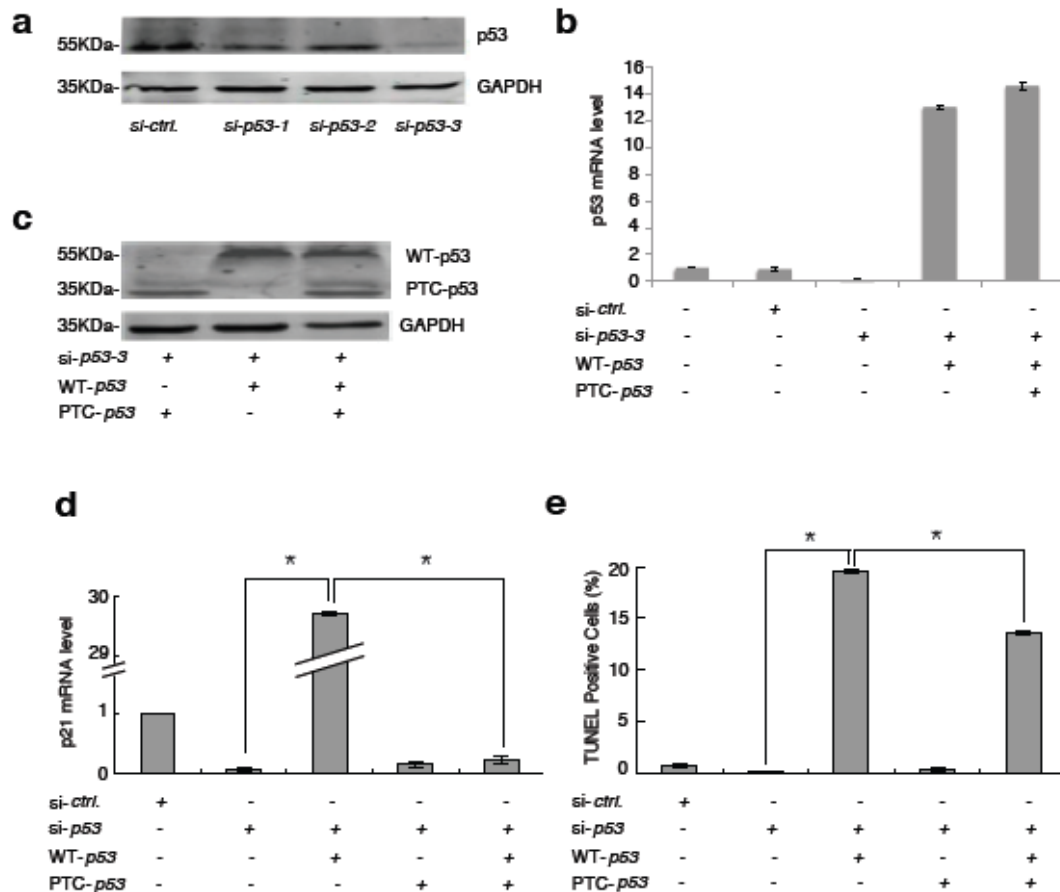 a
55KDa- p53
35KDa- GAPDH
si-ctrl. si-p53-1 si-p53-2 si-p53-3
b
p53 mRNA level
16
14
12
10
8
6
4
2
0
si-ctrl. - + - - -
si-p53-3 - - + + +
WT-p53 - - - + +
PTC-p53 - - - - +
c
55KDa- WT-p53
35KDa- PTC-p53
35KDa- GAPDH
si-p53-3 + + +
WT-p53 - + +
PTC-p53 + - +
d
* *
p21 mRNA level
30
29
1
0
si-ctrl. + - - - -
si-p53 - + + + +
WT-p53 - - + - +
PTC-p53 - - - + +
e
* *
TUNEL Positive Cells (%)
20
15
10
5
0
si-ctrl. + - - - -
si-p53 - + + + +
WT-p53 - - + - +
PTC-p53 - - - + +